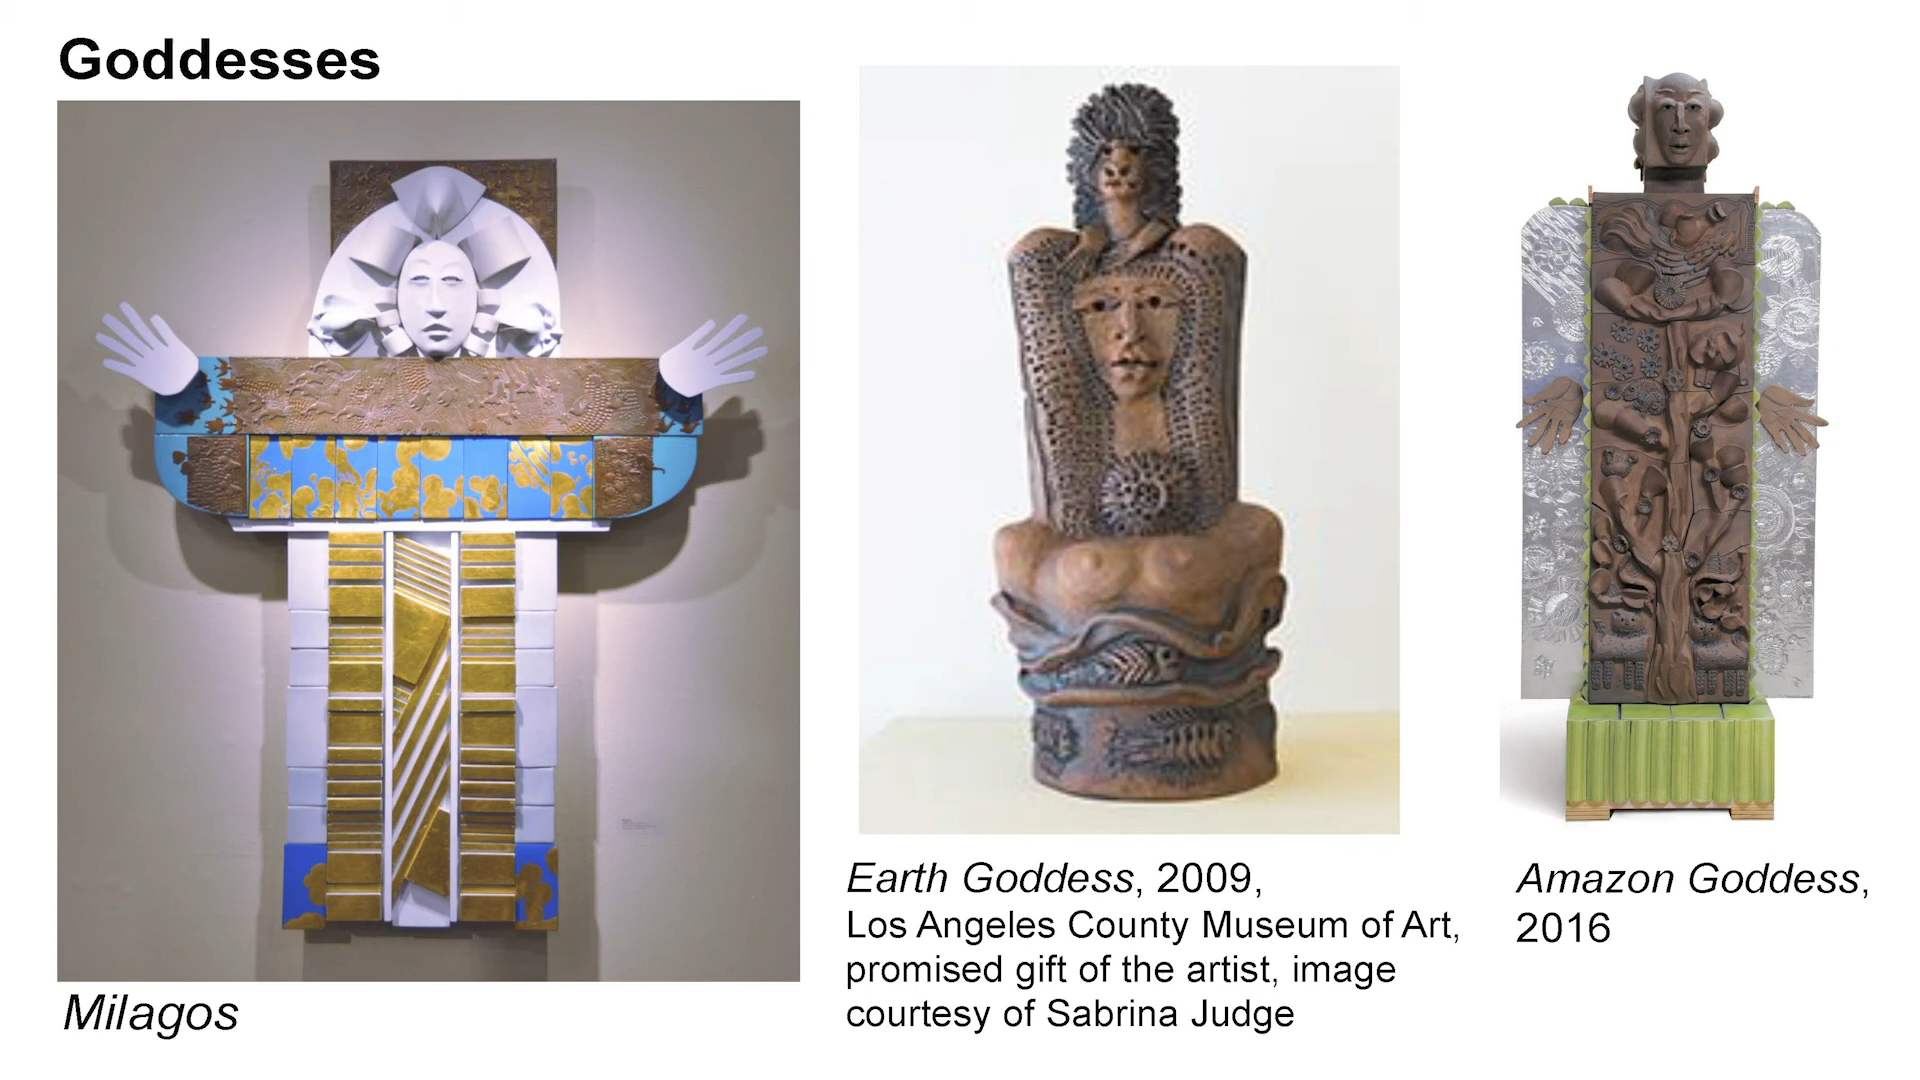 Goddesses
Milagos
Earth Goddess, 2009,
Los Angeles County Museum of Art,
promised gift of the artist, image
courtesy of Sabrina Judge
Amazon Goddess,
2016